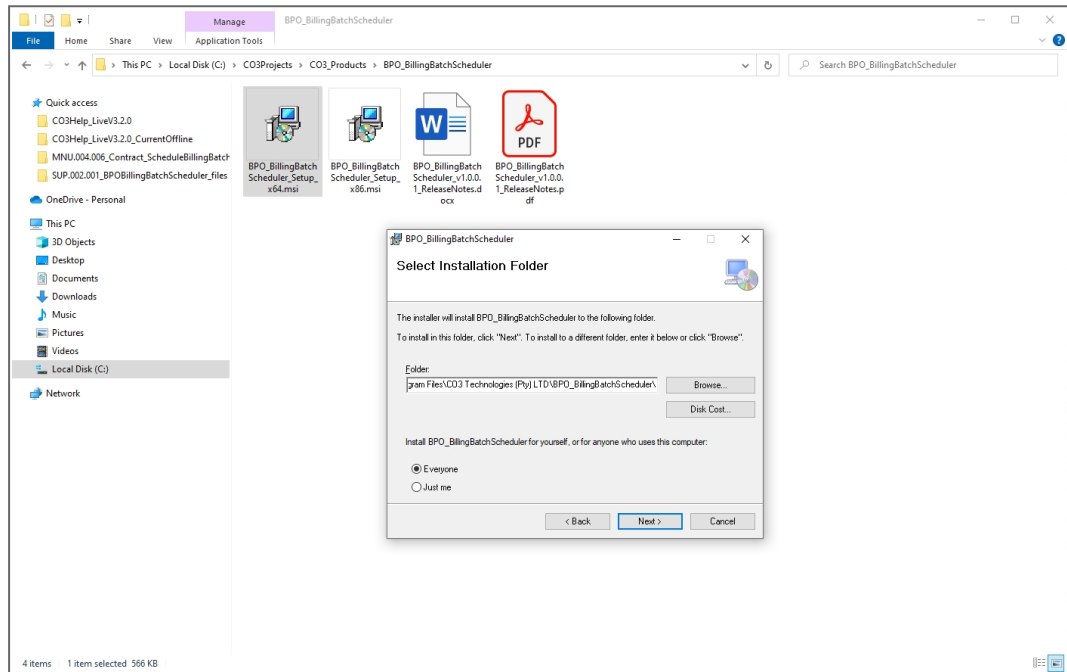 Manage
BPO_BillingBatchScheduler
File
Home
Share
View
Application Tools
This PC > Local Disk (C:) > CO3Projects > CO3_Products > BPO_BillingBatchScheduler
Search BPO_BillingBatchScheduler
Quick access
CO3Help_LiveV3.2.0
CO3Help_LiveV3.2.0_CurrentOffline
MNU.004.006_Contract_ScheduleBillingBatch
SUP.002.001_BPOBillingBatchScheduler_files
OneDrive - Personal
This PC
3D Objects
Desktop
Documents
Downloads
Music
Pictures
Videos
Local Disk (C:)
Network
BPO_BillingBatch
Scheduler_Setup_
x64.msi
BPO_BillingBatch
Scheduler_Setup_
x86.msi
W
BPO_BillingBatch
Scheduler_v1.0.0.
1_ReleaseNotes.d
ocx
PDF
BPO_BillingBatch
Scheduler_v1.0.0.
1_ReleaseNotes.p
df
BPO_BillingBatchScheduler
Select Installation Folder
The installer will install BPO_BillingBatchScheduler to the following folder.
To install in this folder, click "Next". To install to a different folder, enter it below or click "Browse".
Folder:
gram Files\CO3 Technologies (Pty) LTD\BPO_BillingBatchScheduler\
Browse...
Disk Cost...
Install BPO_BillingBatchScheduler for yourself, or for anyone who uses this computer:
Everyone
Just me
< Back
Next >
Cancel
4 items
1 item selected 566 KB